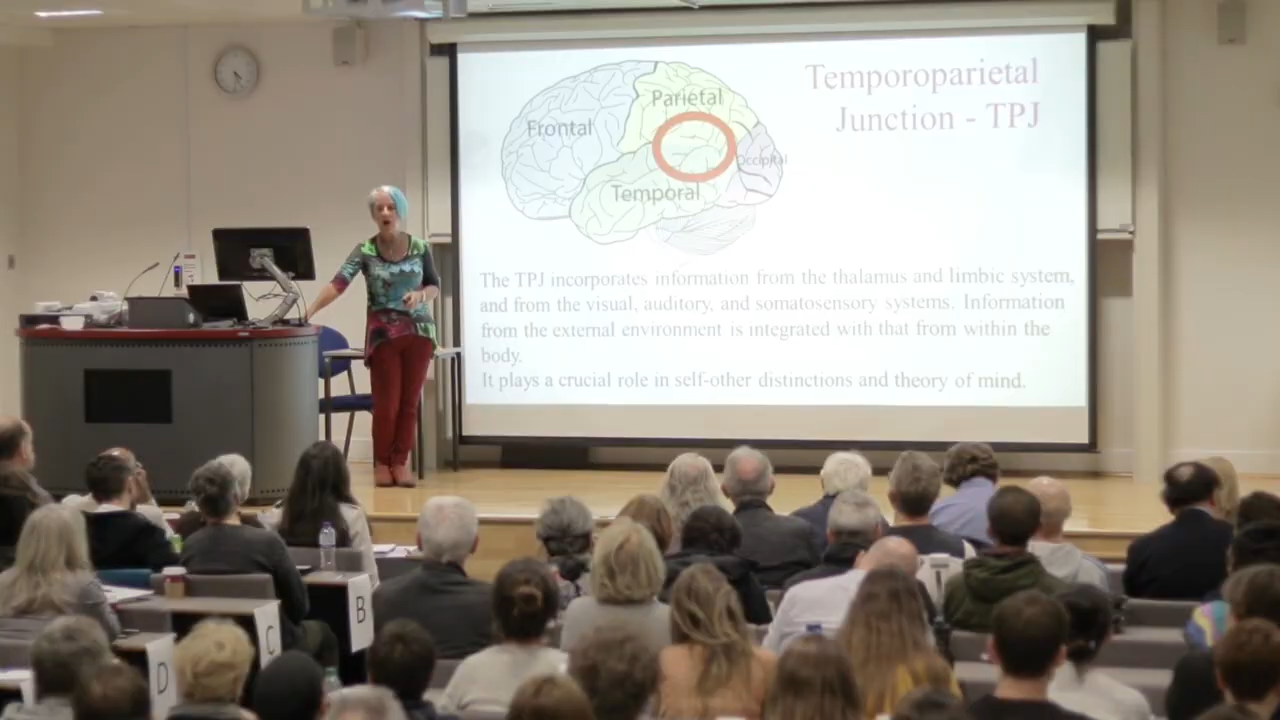 Temporoparietal
Junction - TPJ
Parietal
Frontal
Occipital
Temporal
The TPJ incorporates information from the thalamus and limbic system,
and from the visual, auditory, and somatosensory systems. Information
from the external environment is integrated with that from within the
body.
It plays a crucial role in self-other distinctions and theory of mind.
B
C
D